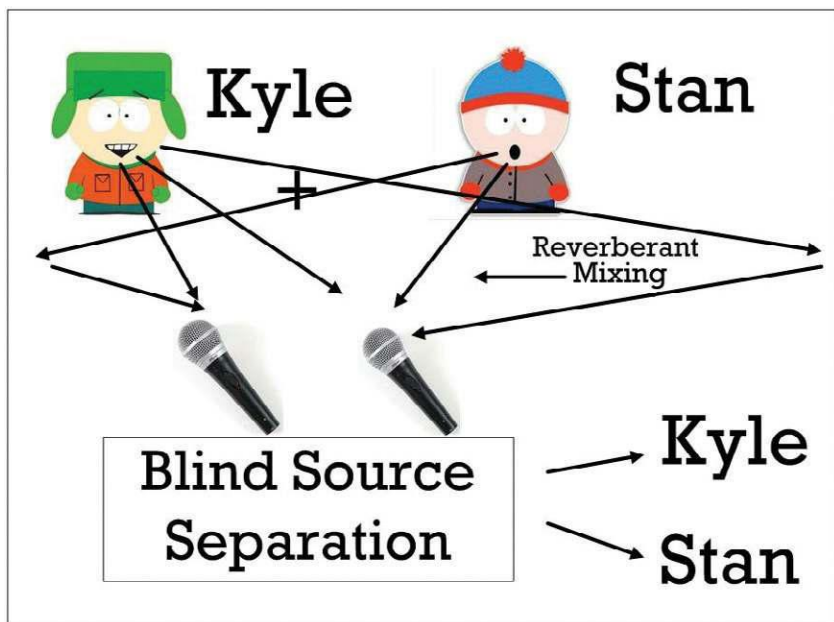 Kyle
Stan
+
Reverberant
Mixing
Blind Source
Separation
Kyle
Stan